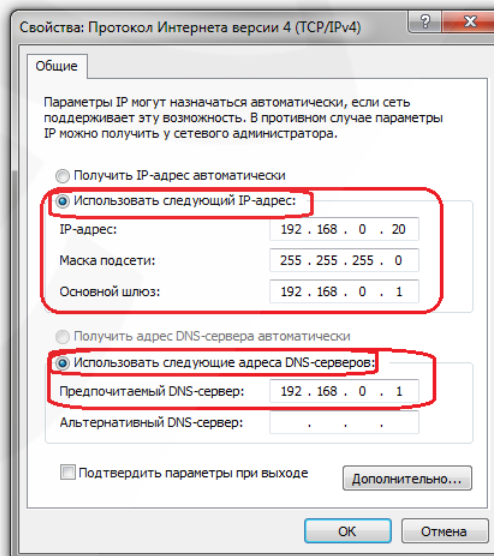 Свойства: Протокол Интернета версии 4 (TCP/IPv4)
?
Общие
Параметры IP могут назначаться автоматически, если сеть
поддерживает эту возможность. В противном случае параметры
IP можно получить у сетевого администратора.
Получить IP-адрес автоматически
Использовать следующий IP-адрес:
IP-адрес: 192 . 168 . 0 . 20
Маска подсети: 255 . 255 . 255 . 0
Основной шлюз: 192 . 168 . 0 . 1
Получить адрес DNS-сервера автоматически
Использовать следующие адреса DNS-серверов:
Предпочитаемый DNS-сервер: 192 . 168 . 0 . 1
Альтернативный DNS-сервер: . . .
Подтвердить параметры при выходе
Дополнительно...
ОК Отмена